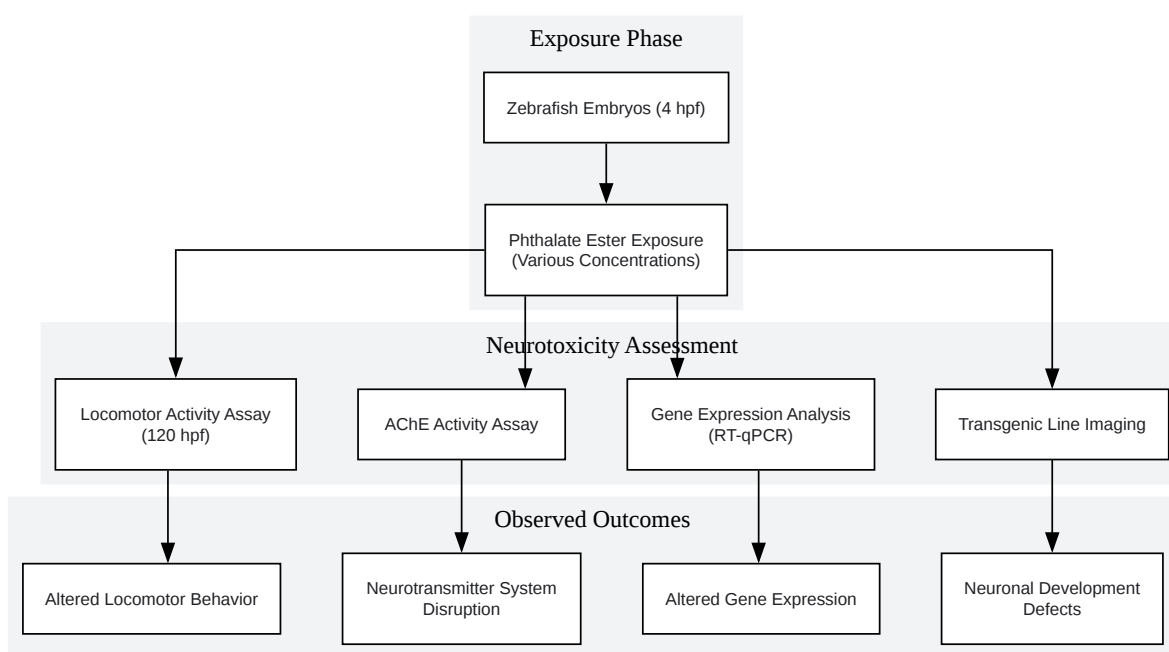 Exposure Phase
Zebrafish Embryos (4 hpf)
Phthalate Ester Exposure
(Various Concentrations)
Neurotoxicity Assessment
Locomotor Activity Assay
(120 hpf)
AChE Activity Assay
Gene Expression Analysis
(RT-qPCR)
Transgenic Line Imaging
Observed Outcomes
Altered Locomotor Behavior
Neurotransmitter System
Disruption
Altered Gene Expression
Neuronal Development
Defects